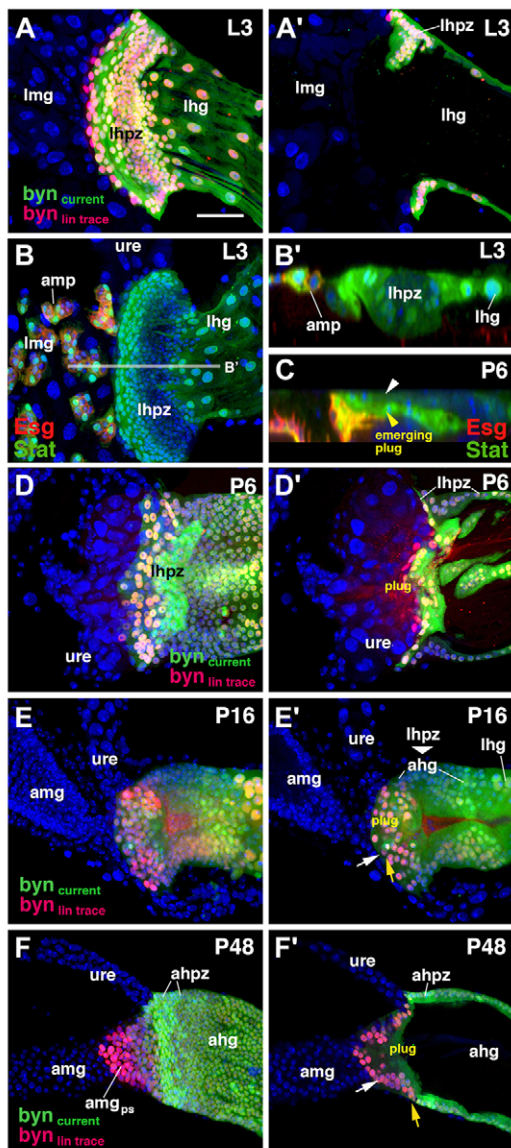 A L3
lmg
lhpz
lhg
byn current
byn lin trace
A' L3
lhpz
lmg
lhg
B ure L3
amp
lmg
lhg
B'
lhpz
Esg
Stat
B' L3
lhpz
amp
lhg
C P6
emerging
plug
Esg
Stat
D P6
lhpz
ure
byn current
byn lin trace
D' lhpz P6
plug
ure
E P16
ure
amg
byn current
byn lin trace
E' P16
lhpz
ure
lhg
ahg
amg
plug
F P48
ure
ahpz
ahg
amg
amg ps
byn current
byn lin trace
F' P48
ahpz
ure
plug
ahg
amg